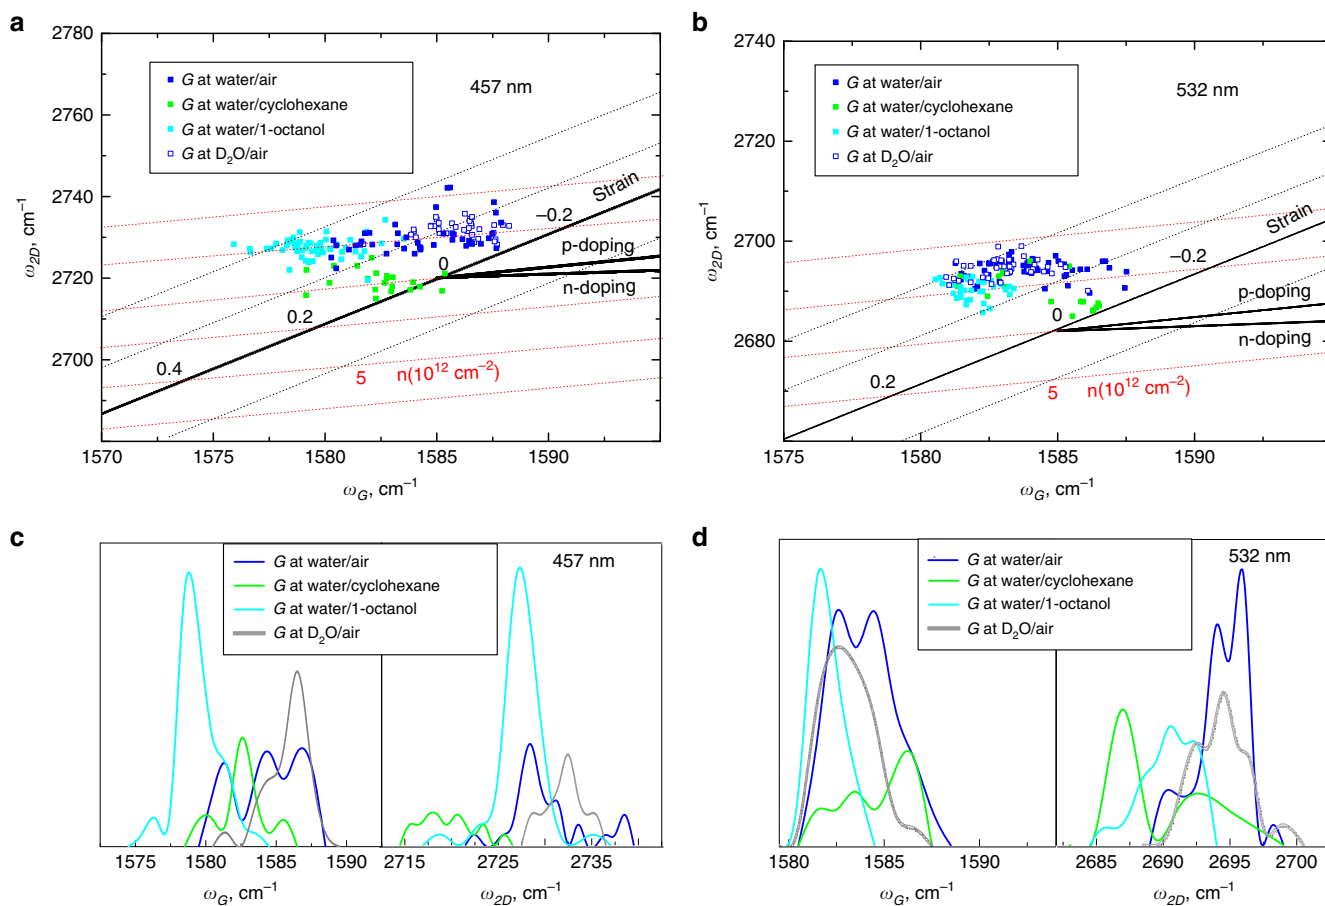 a
2780
2760
2740
2720
2700
ω2D, cm−1
G at water/air
G at water/cyclohexane
G at water/1-octanol
G at D2O/air
457 nm
Strain
−0.2
p-doping
0
n-doping
0.2
0.4
5 n(10^12 cm−2)
1570 1575 1580 1585 1590
ωG, cm−1
b
2740
2720
2700
2680
ω2D, cm−1
G at water/air
G at water/cyclohexane
G at water/1-octanol
G at D2O/air
532 nm
Strain
−0.2
p-doping
0
n-doping
0.2
5 n(10^12 cm−2)
1575 1580 1585 1590
ωG, cm−1
c
G at water/air
G at water/cyclohexane
G at water/1-octanol
G at D2O/air
457 nm
1575 1580 1585 1590 2715 2725 2735
ωG, cm−1 ω2D, cm−1
d
G at water/air
G at water/cyclohexane
G at water/1-octanol
G at D2O/air
532 nm
1580 1585 1590 2685 2690 2695 2700
ωG, cm−1 ω2D, cm−1